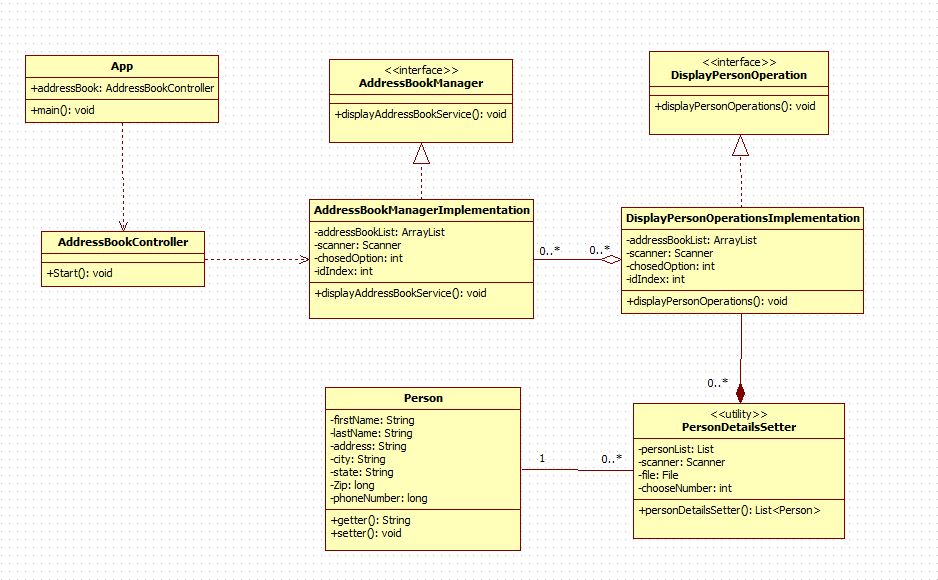 App
+addressBook: AddressBookController
+main(): void
<<interface>>
AddressBookManager
+displayAddressBookService(): void
<<interface>>
DisplayPersonOperation
+displayPersonOperations(): void
AddressBookController
+Start(): void
AddressBookManagerImplementation
-addressBookList: ArrayList
-scanner: Scanner
-chosedOption: int
-idIndex: int
+displayAddressBookService(): void
0..*
0..*
DisplayPersonOperationsImplementation
-addressBookList: ArrayList
-scanner: Scanner
-chosedOption: int
-idIndex: int
+displayPersonOperations(): void
0..*
Person
-firstName: String
-lastName: String
-address: String
-city: String
-state: String
-Zip: long
-phoneNumber: long
+getter(): String
+setter(): void
1
0..*
<<utility>>
PersonDetailsSetter
-personList: List
-scanner: Scanner
-file: File
-chooseNumber: int
+personDetailsSetter(): List<Person>